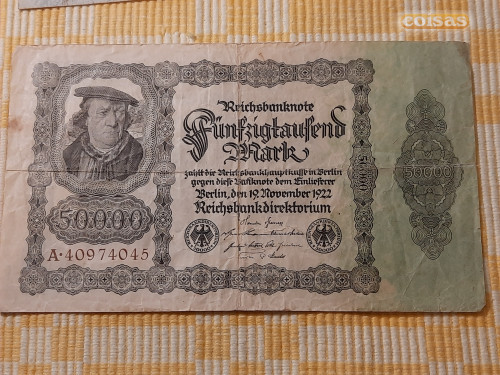 coisas
Reichsbanknote
Fünfzigtausend
Mark
zahlt die Reichsbankhauptkasse in Berlin
gegen diese Banknote dem Einlieferer
Berlin, den 19. November 1922
Reichsbankdirektorium
50000
A·40974045
50000
50000